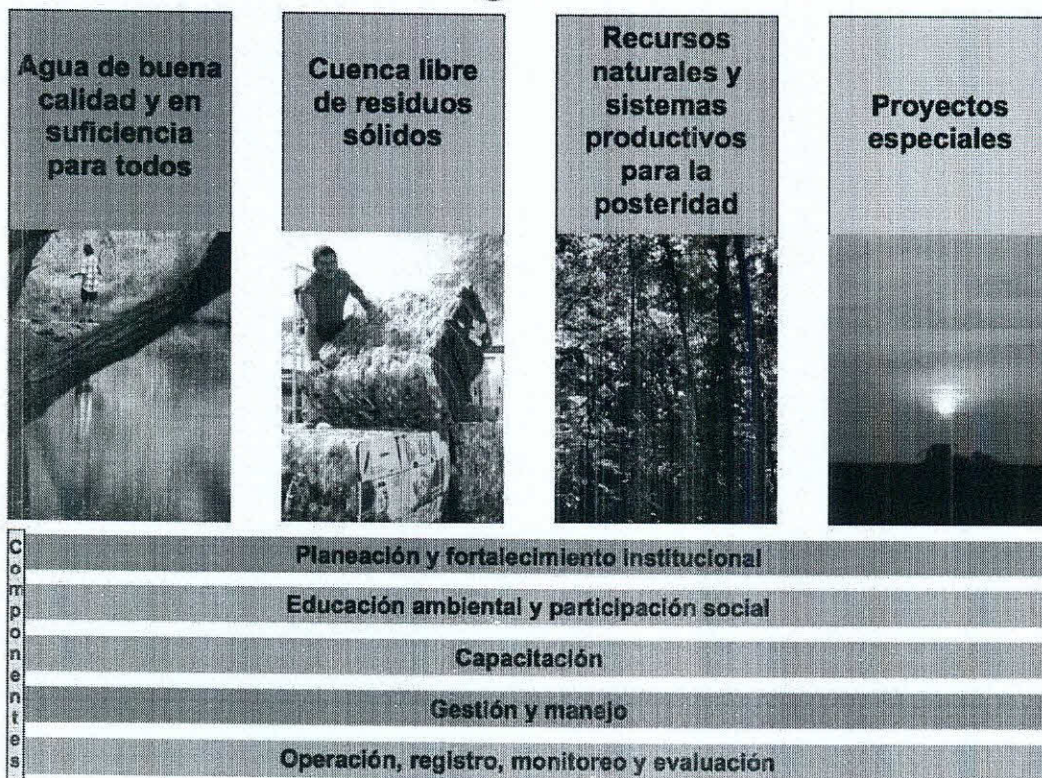 Agua de buena
calidad y en
suficiencia
para todos
Cuenca libre
de residuos
sólidos
Recursos
naturales y
sistemas
productivos
para la
posteridad
Proyectos
especiales
Componentes
Planeación y fortalecimiento institucional
Educación ambiental y participación social
Capacitación
Gestión y manejo
Operación, registro, monitoreo y evaluación